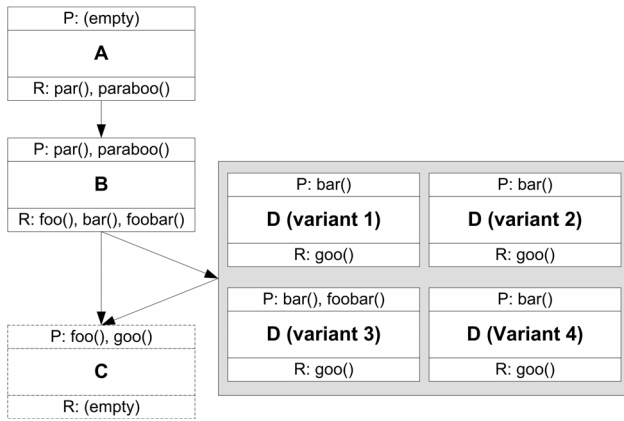 P: (empty)
A
R: par(), paraboo()
P: par(), paraboo()
B
R: foo(), bar(), foobar()
P: bar()
D (variant 1)
R: goo()
P: bar()
D (variant 2)
R: goo()
P: bar(), foobar()
D (variant 3)
R: goo()
P: bar()
D (Variant 4)
R: goo()
P: foo(), goo()
C
R: (empty)